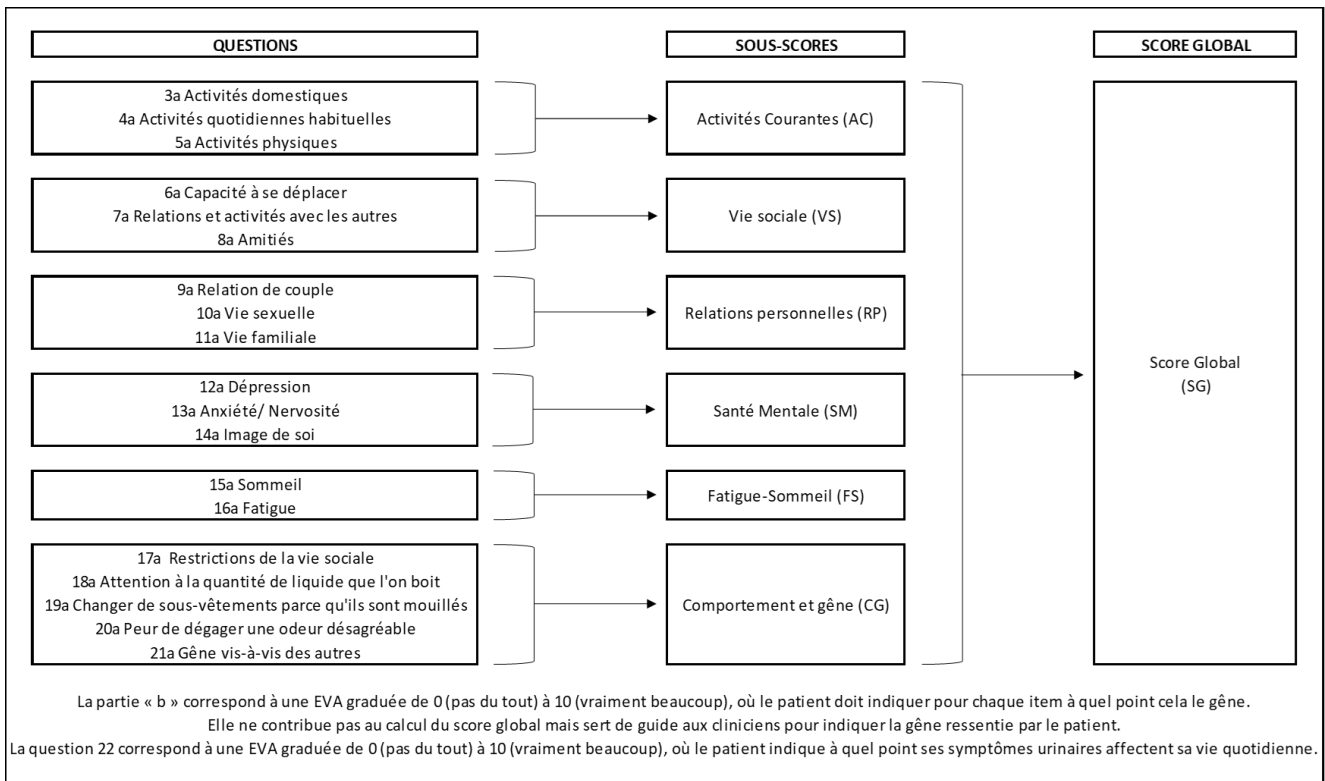 QUESTIONS
SOUS-SCORES
SCORE GLOBAL
3a Activités domestiques
4a Activités quotidiennes habituelles
5a Activités physiques
Activités Courantes (AC)
6a Capacité à se déplacer
7a Relations et activités avec les autres
8a Amitiés
Vie sociale (VS)
9a Relation de couple
10a Vie sexuelle
11a Vie familiale
Relations personnelles (RP)
12a Dépression
13a Anxiété/ Nervosité
14a Image de soi
Santé Mentale (SM)
15a Sommeil
16a Fatigue
Fatigue-Sommeil (FS)
17a Restrictions de la vie sociale
18a Attention à la quantité de liquide que l'on boit
19a Changer de sous-vêtements parce qu'ils sont mouillés
20a Peur de dégager une odeur désagréable
21a Gêne vis-à-vis des autres
Comportement et gêne (CG)
Score Global
(SG)
La partie « b » correspond à une EVA graduée de 0 (pas du tout) à 10 (vraiment beaucoup), où le patient doit indiquer pour chaque item à quel point cela le gêne.
Elle ne contribue pas au calcul du score global mais sert de guide aux cliniciens pour indiquer la gêne ressentie par le patient.
La question 22 correspond à une EVA graduée de 0 (pas du tout) à 10 (vraiment beaucoup), où le patient indique à quel point ses symptômes urinaires affectent sa vie quotidienne.